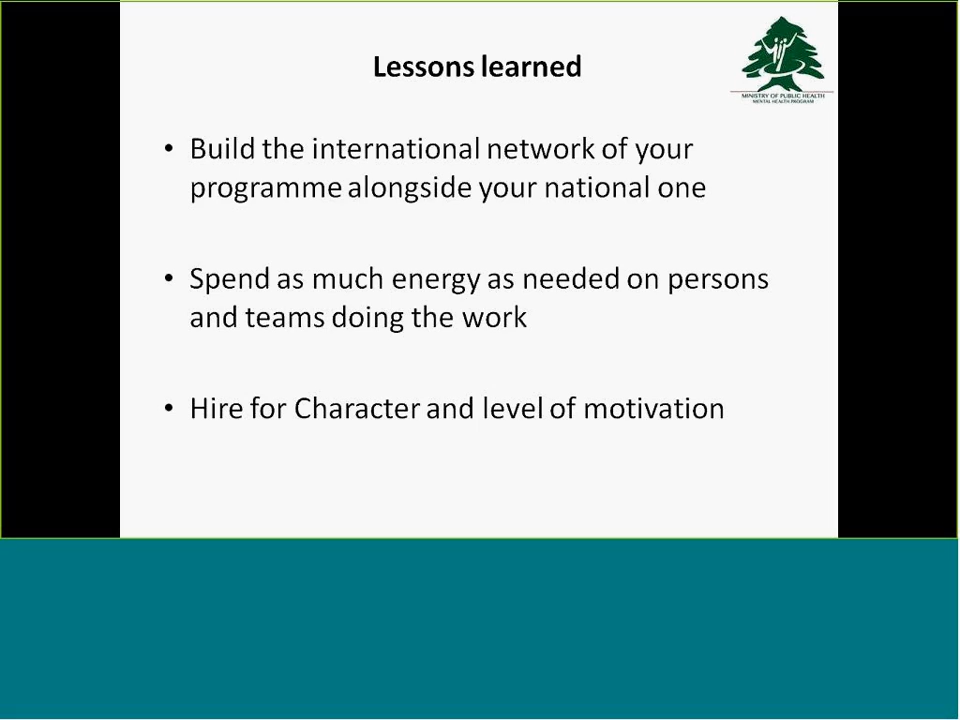 Lessons learned
MINISTRY OF PUBLIC HEALTH
MENTAL HEALTH PROGRAM
• Build the international network of your
programme alongside your national one
• Spend as much energy as needed on persons
and teams doing the work
• Hire for Character and level of motivation